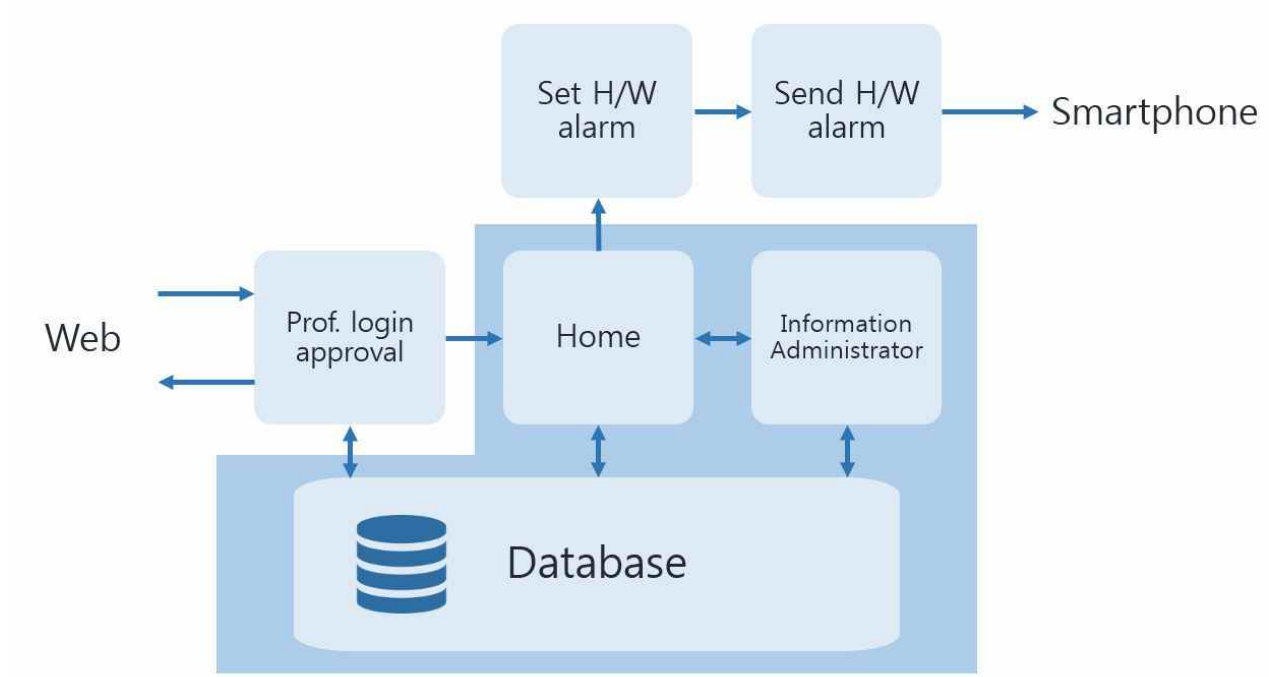 Set H/W
alarm
Send H/W
alarm
Smartphone
Web
Prof. login
approval
Home
Information
Administrator
Database